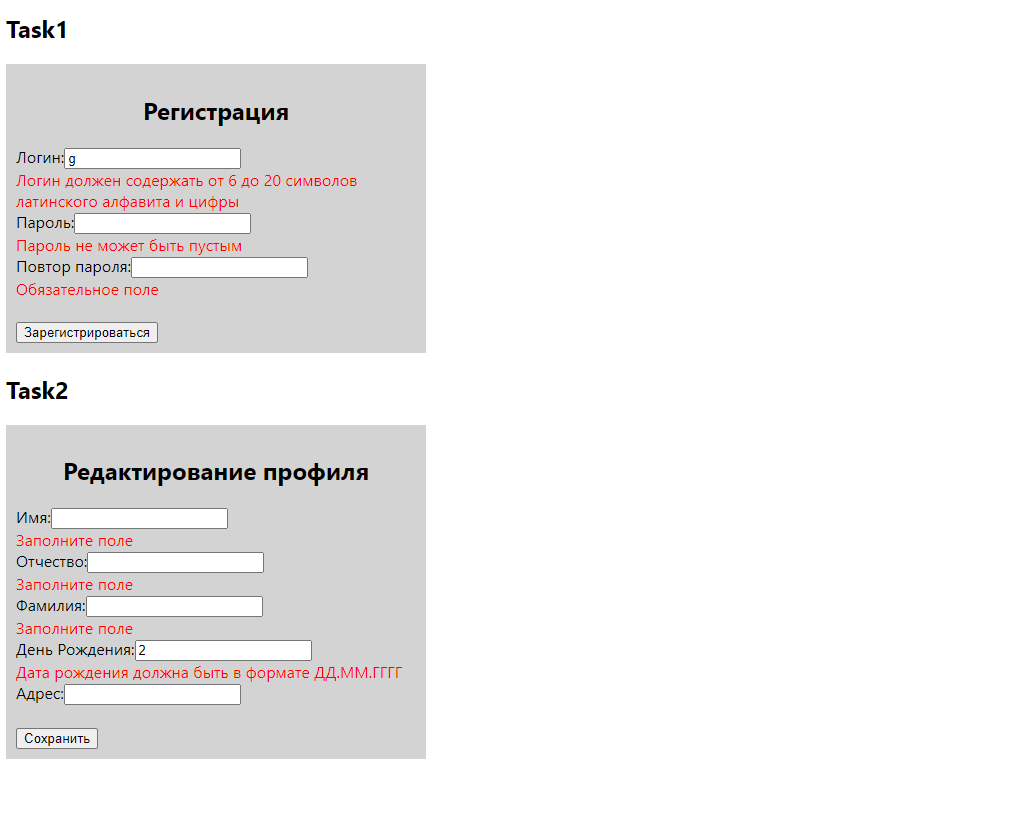 Task1
Регистрация
Логин: g
Логин должен содержать от 6 до 20 символов
латинского алфавита и цифры
Пароль:
Пароль не может быть пустым
Повтор пароля:
Обязательное поле
Зарегистрироваться
Task2
Редактирование профиля
Имя:
Заполните поле
Отчество:
Заполните поле
Фамилия:
Заполните поле
День Рождения: 2
Дата рождения должна быть в формате ДД.ММ.ГГГГ
Адрес:
Сохранить